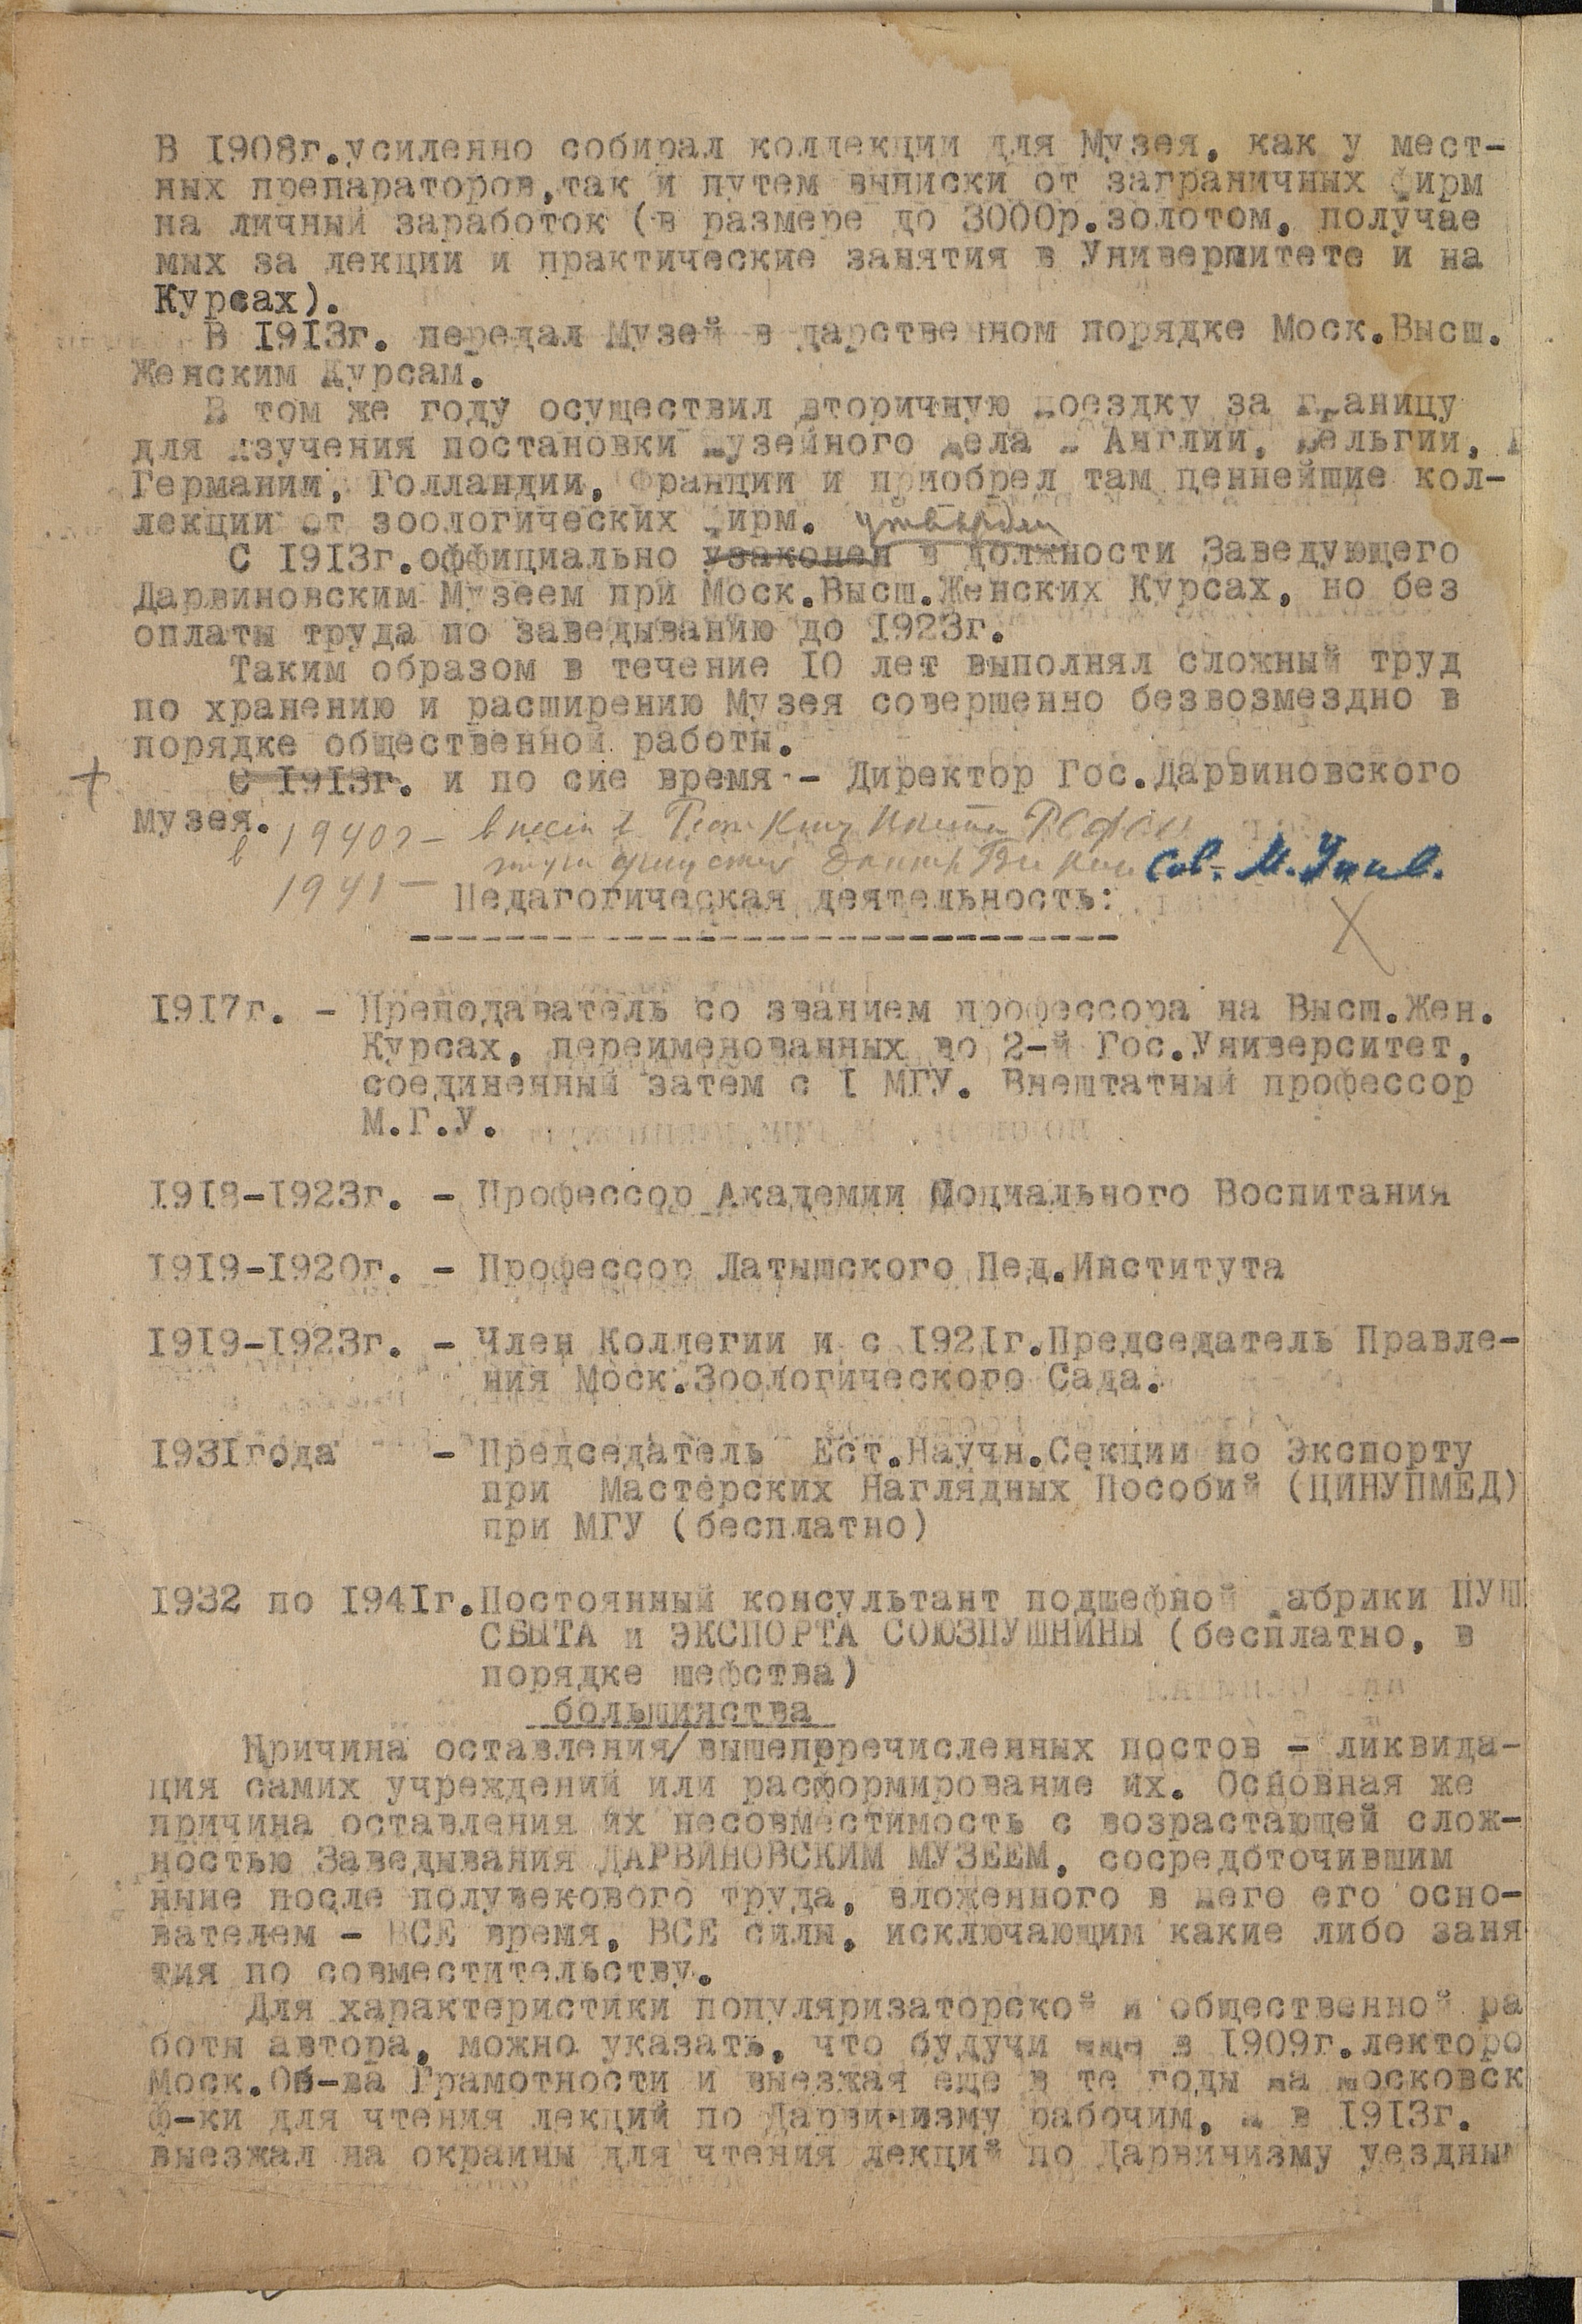 В 1908г.усиленно собирал коллекции для Музея, как у мест-
ных препараторов,так и путем выписки от заграничных фирм
на личный заработок (в размере до 3000р.золотом, получае
мых за лекции и практические занятия в Университете и на
Курсах).
В 1913г. передал Музей в дарственном порядке Моск.Высш.
Женским Курсам.
В том же году осуществил вторичную поездку за границу
для изучения постановки музейного дела в Англии, Бельгии,
Германии, Голландии, Франции и приобрел там ценнейшие кол-
лекции от зоологических фирм.
утвержден
С 1913г.оффициально узаконен в должности Заведующего
Дарвиновским Музеем при Моск.Высш.Женских Курсах, но без
оплаты труда по заведыванию до 1923г.
Таким образом в течение 10 лет выполнял сложный труд
по хранению и расширению Музея совершенно безвозмездно в
порядке общественной работы.
+ С 1913г. и по сие время - Директор Гос.Дарвиновского
Музея.
в 1940г - внесен в РСФСР
1941 - Сов. М. Унив.
Педагогическая деятельность:
1917г. - Преподаватель со званием профессора на Высш.Жен.
Курсах, переименованных во 2-й Гос.Университет,
соединенный затем с I МГУ. Внештатный профессор
М.Г.У.
1918-1923г. - Профессор Академии Социального Воспитания
1919-1920г. - Профессор Латышского Пед.Института
1919-1923г. - Член Коллегии и с 1921г.Председатель Правле-
ния Моск.Зоологического Сада.
1931года - Председатель Ест.Научн.Секции по Экспорту
при Мастерских Наглядных Пособий (ЦИНУПМЕД)
при МГУ (бесплатно)
1932 по 1941г.Постоянный консультант подшефной фабрики ПУШ
СБЫТА и ЭКСПОРТА СОЮЗПУШНИНЫ (бесплатно, в
порядке шефства)
большинства
Причина оставления/вышепрречисленных постов - ликвида-
ция самих учреждений или расформирование их. Основная же
причина оставления их несовместимость с возрастающей слож-
ностью Заведывания ДАРВИНОВСКИМ МУЗЕЕМ, сосредоточившим
ныне после полувекового труда, вложенного в него его осно-
вателем - ВСЕ время, ВСЕ силы, исключающим какие либо заня
тия по совместительству.
Для характеристики популяризаторской и общественной ра
боты автора, можно указать, что будучи еще в 1909г.лекторо
Моск.Об-ва Грамотности и выезжая еще в те годы на московск
ф-ки для чтения лекций по Дарвинизму рабочим, а в 1913г.
выезжал на окраины для чтения лекций по Дарвинизму уездным